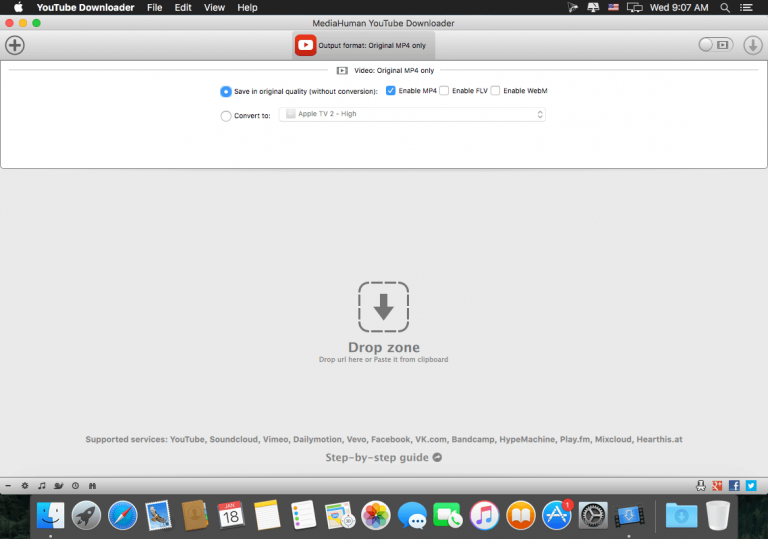 YouTube Downloader File Edit View Help Wed 9:07 AM
MediaHuman YouTube Downloader
Output format: Original MP4 only
Video: Original MP4 only
Save in original quality (without conversion): Enable MP4 Enable FLV Enable WebM
Convert to: Apple TV 2 - High
Drop zone
Drop url here or Paste it from clipboard
Supported services: YouTube, Soundcloud, Vimeo, Dailymotion, Vevo, Facebook, VK.com, Bandcamp, HypeMachine, Play.fm, Mixcloud, Hearthis.at
Step-by-step guide
JAN
18
1